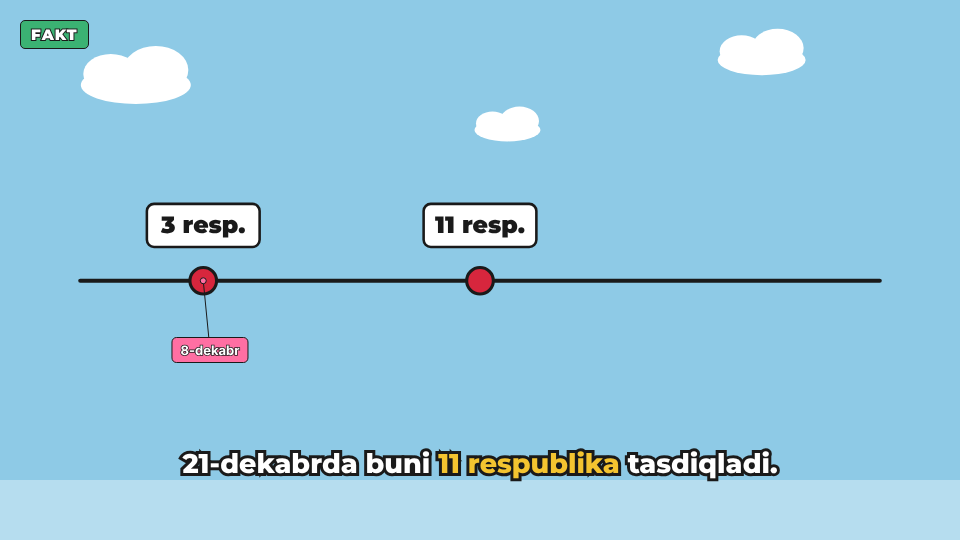 FAKT
3 resp.
11 resp.
8-dekabr
21-dekabrda buni 11 respublika tasdiqladi.